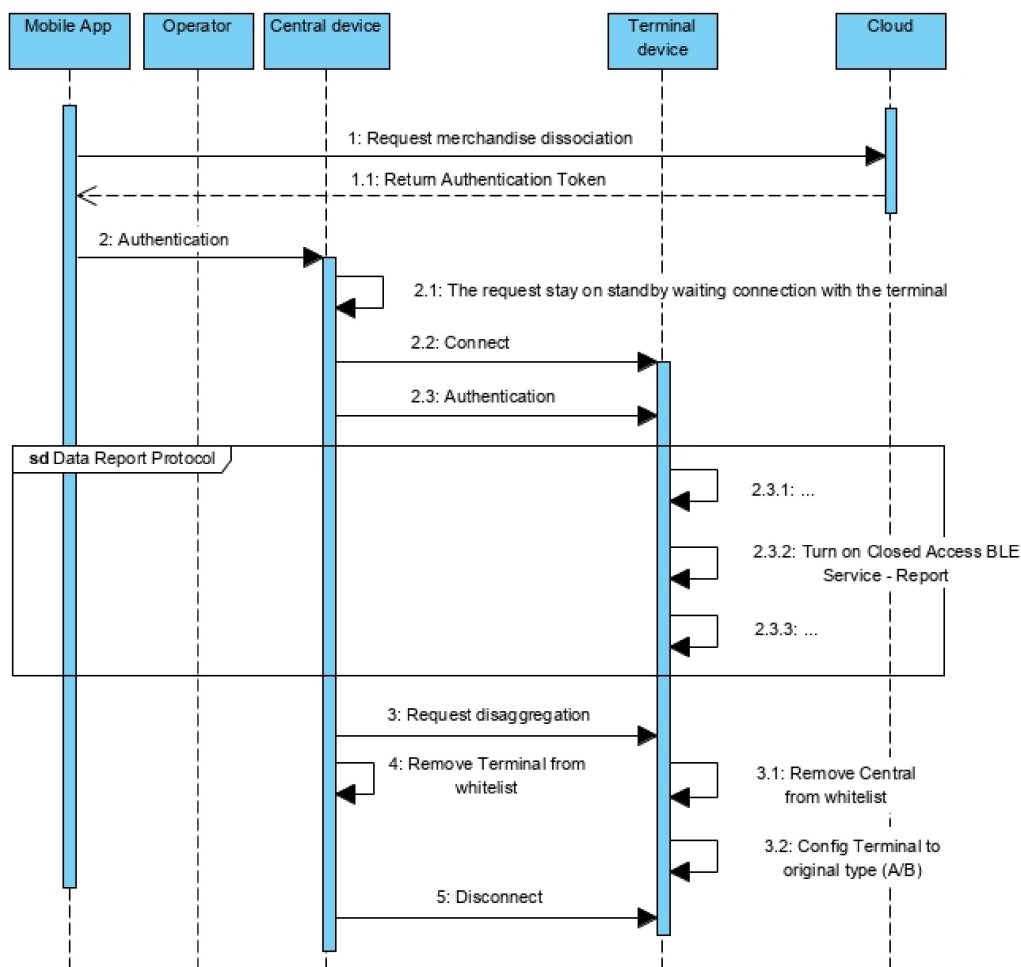 Mobile App
Operator
Central device
Terminal
device
Cloud
1: Request merchandise dissociation
1.1: Return Authentication Token
2: Authentication
2.1: The request stay on standby waiting connection with the terminal
2.2: Connect
2.3: Authentication
sd Data Report Protocol
2.3.1: ...
2.3.2: Turn on Closed Access BLE
Service - Report
2.3.3: ...
3: Request disaggregation
4: Remove Terminal from
whitelist
3.1: Remove Central
from whitelist
3.2: Config Terminal to
original type (A/B)
5: Disconnect